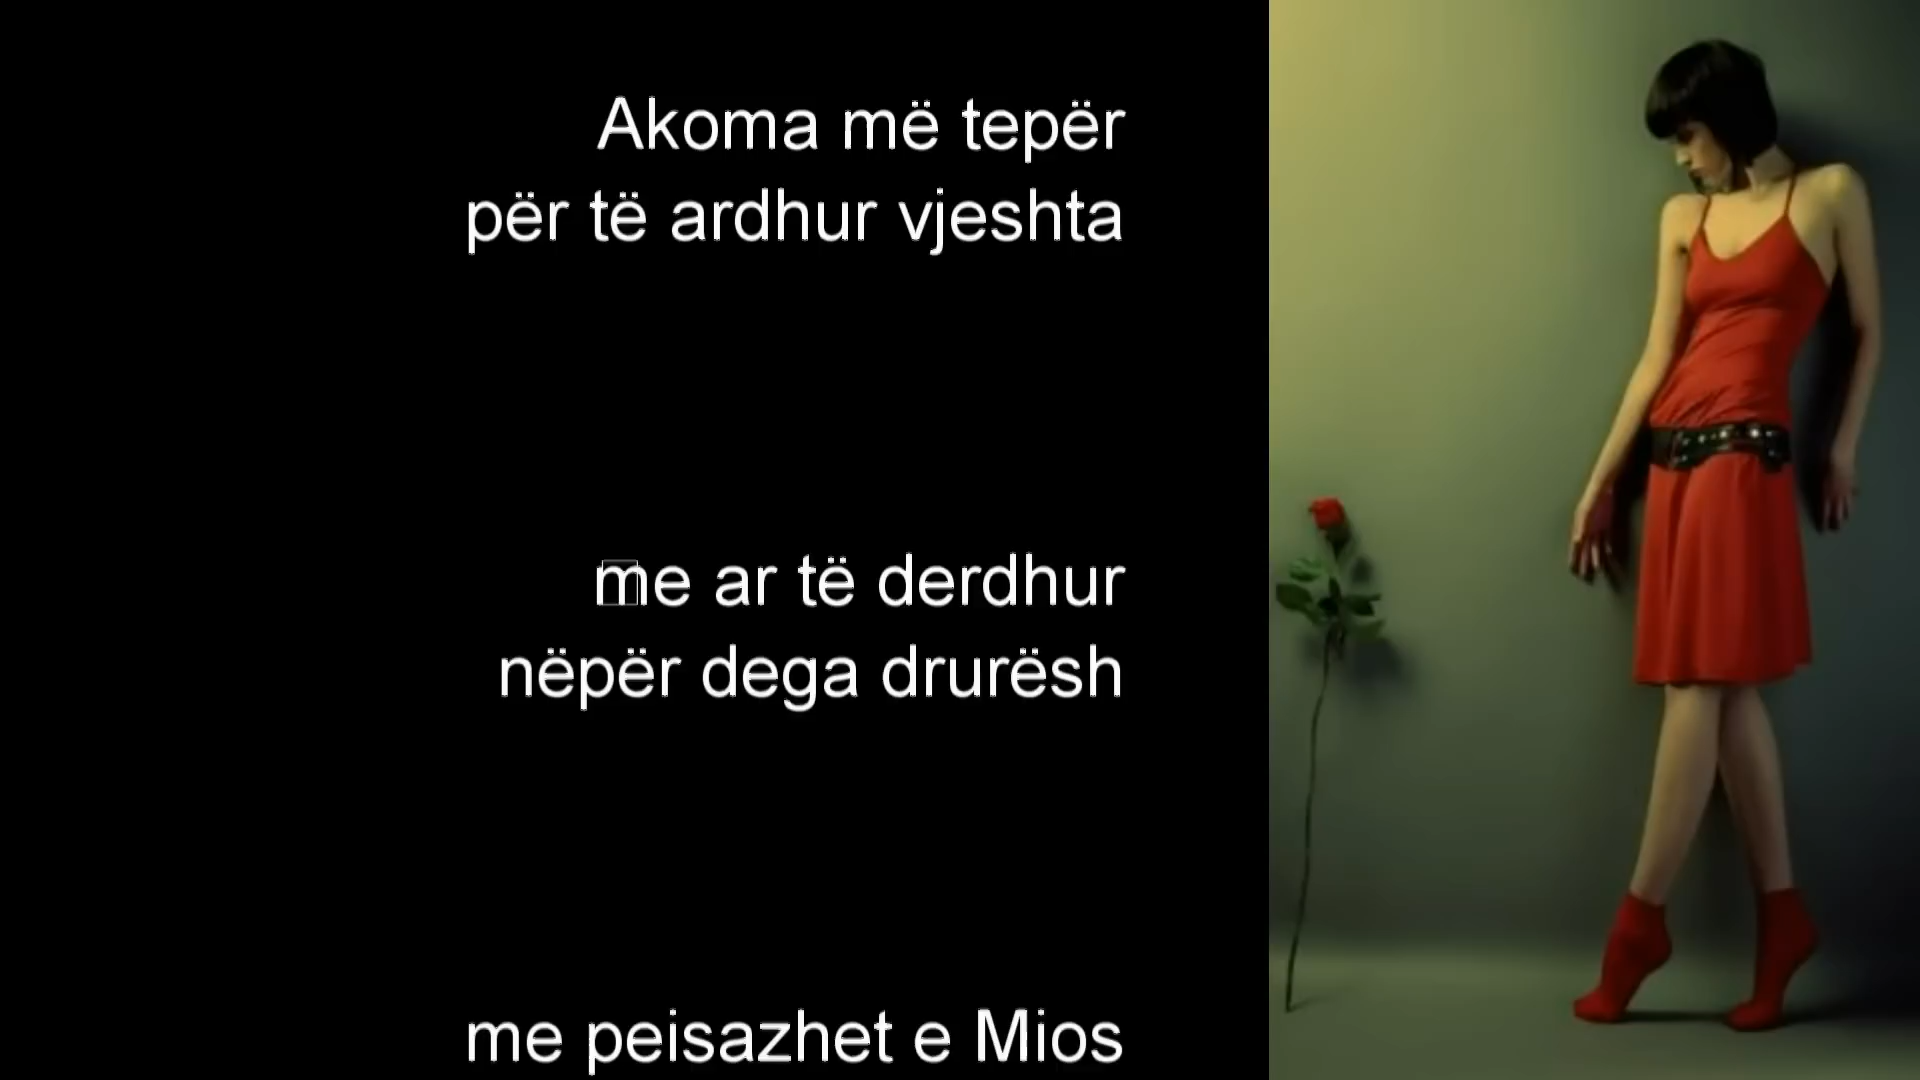 Akoma më tepër
për të ardhur vjeshta
me ar të derdhur
nëpër dega drurësh
me peisazhet e Mios